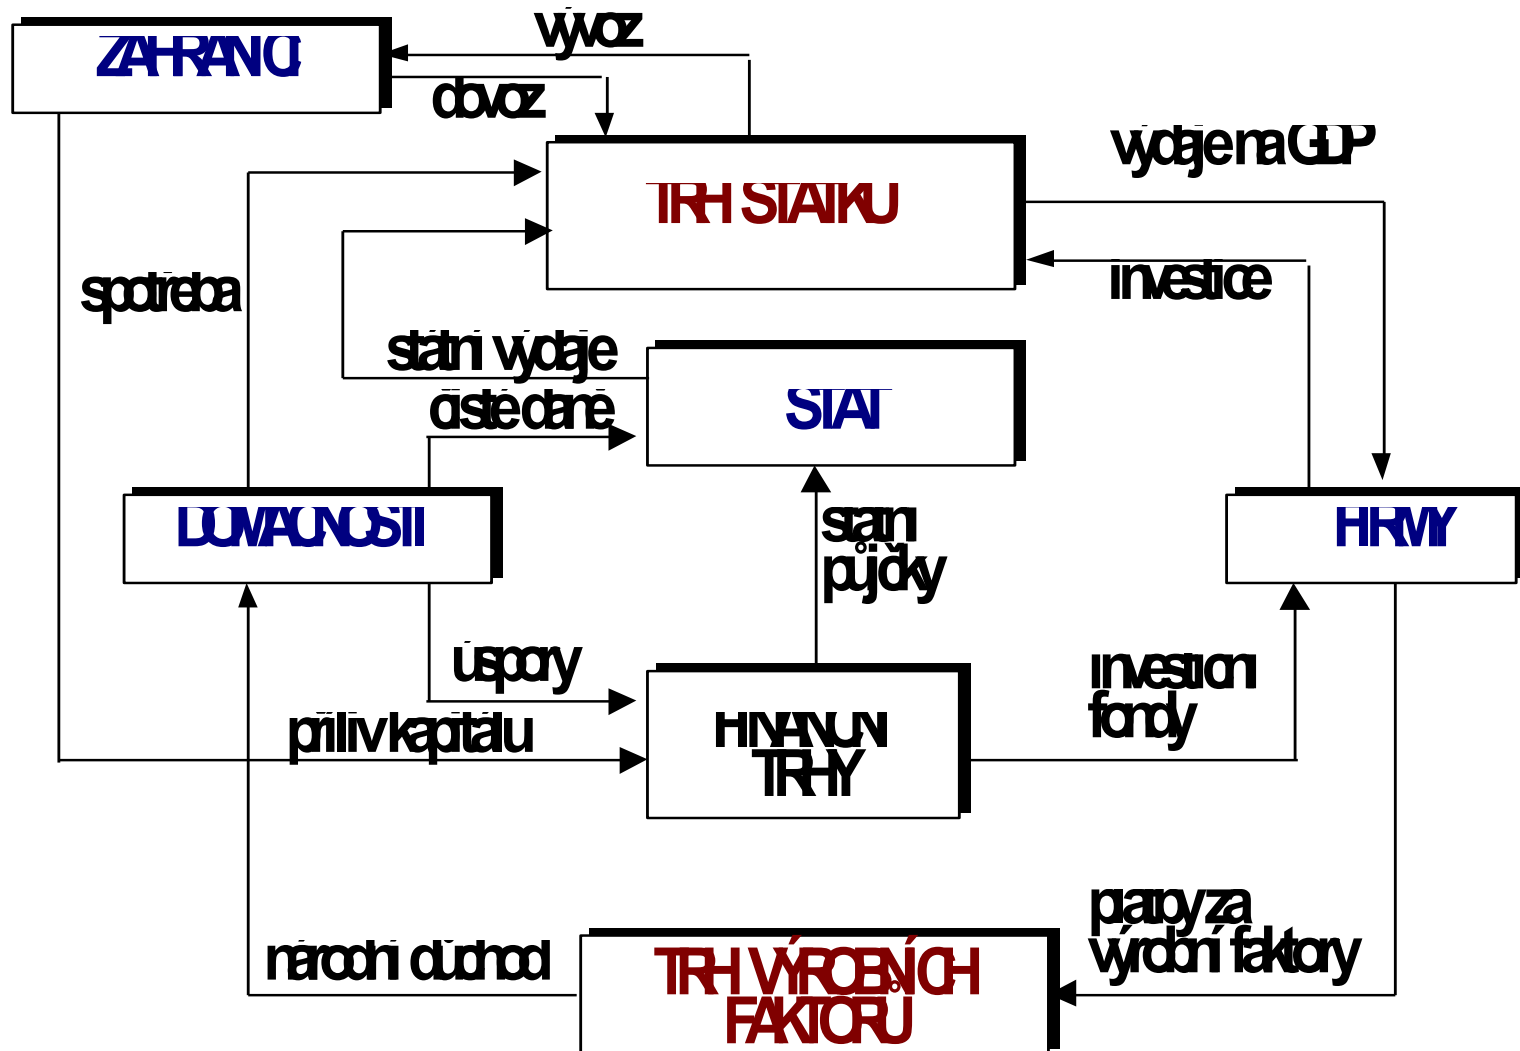 vývoz
ZAHRANIČÍ
dovoz
výdaje na GDP
TRH STATKŮ
spotřeba
investice
státní výdaje
STÁT
čisté daně
DOMÁCNOSTI
státní
půjčky
FIRMY
úspory
investiční
fondy
příliv kapitálu
FINANČNÍ
TRHY
platby za
výrobní faktory
národní důchod
TRH VÝROBNÍCH
FAKTORŮ